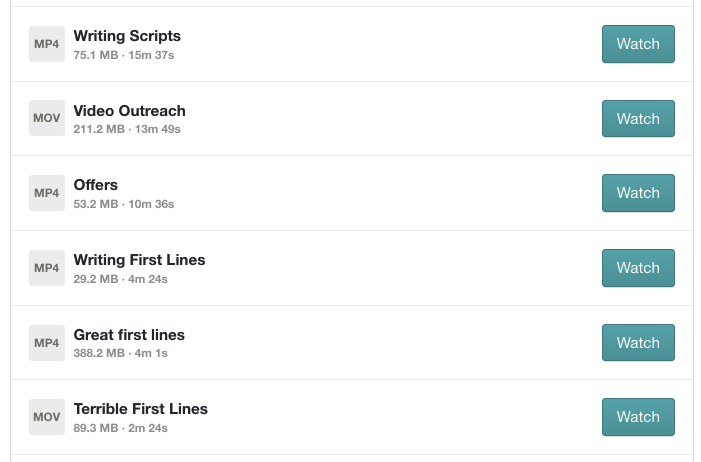 MP4
Writing Scripts
75.1 MB · 15m 37s
Watch
MOV
Video Outreach
211.2 MB · 13m 49s
Watch
MP4
Offers
53.2 MB · 10m 36s
Watch
MP4
Writing First Lines
29.2 MB · 4m 24s
Watch
MP4
Great first lines
388.2 MB · 4m 1s
Watch
MOV
Terrible First Lines
89.3 MB · 2m 24s
Watch